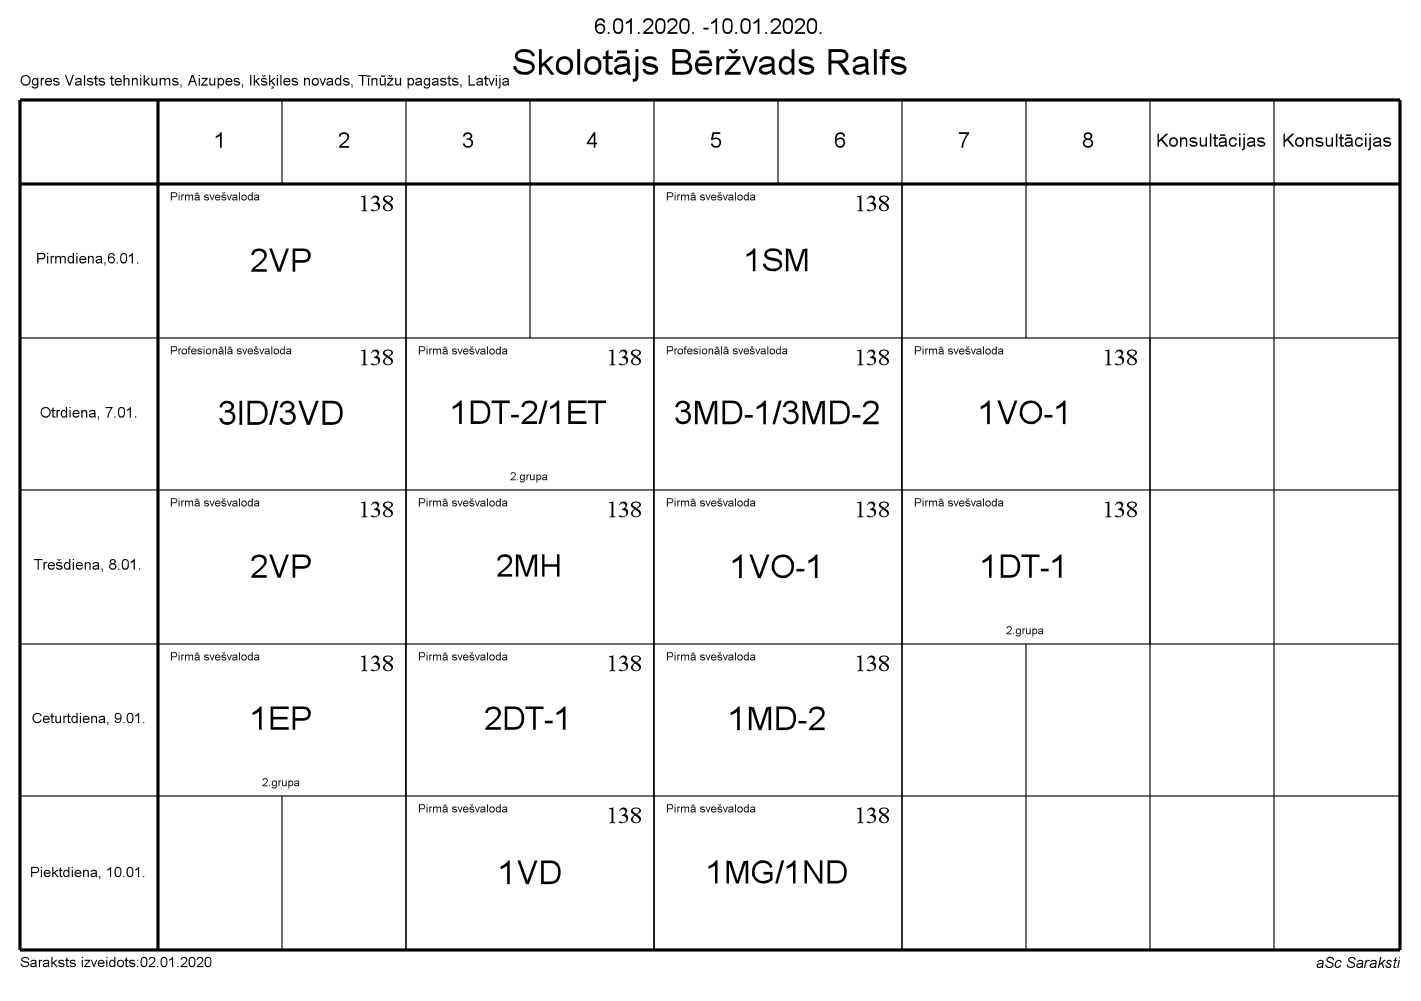 6.01.2020. -10.01.2020.
Skolotājs Bēržvads Ralfs
Ogres Valsts tehnikums, Aizupes, Ikšķiles novads, Tīnūžu pagasts, Latvija
1 2 3 4 5 6 7 8 Konsultācijas Konsultācijas
Pirmdiena,6.01.
Pirmā svešvaloda 138
2VP
Pirmā svešvaloda 138
1SM
Otrdiena, 7.01.
Profesionālā svešvaloda 138
3ID/3VD
Pirmā svešvaloda 138
1DT-2/1ET
2.grupa
Profesionālā svešvaloda 138
3MD-1/3MD-2
Pirmā svešvaloda 138
1VO-1
Trešdiena, 8.01.
Pirmā svešvaloda 138
2VP
Pirmā svešvaloda 138
2MH
Pirmā svešvaloda 138
1VO-1
Pirmā svešvaloda 138
1DT-1
2.grupa
Ceturtdiena, 9.01.
Pirmā svešvaloda 138
1EP
2.grupa
Pirmā svešvaloda 138
2DT-1
Pirmā svešvaloda 138
1MD-2
Piektdiena, 10.01.
Pirmā svešvaloda 138
1VD
Pirmā svešvaloda 138
1MG/1ND
Saraksts izveidots:02.01.2020
aSc Saraksti